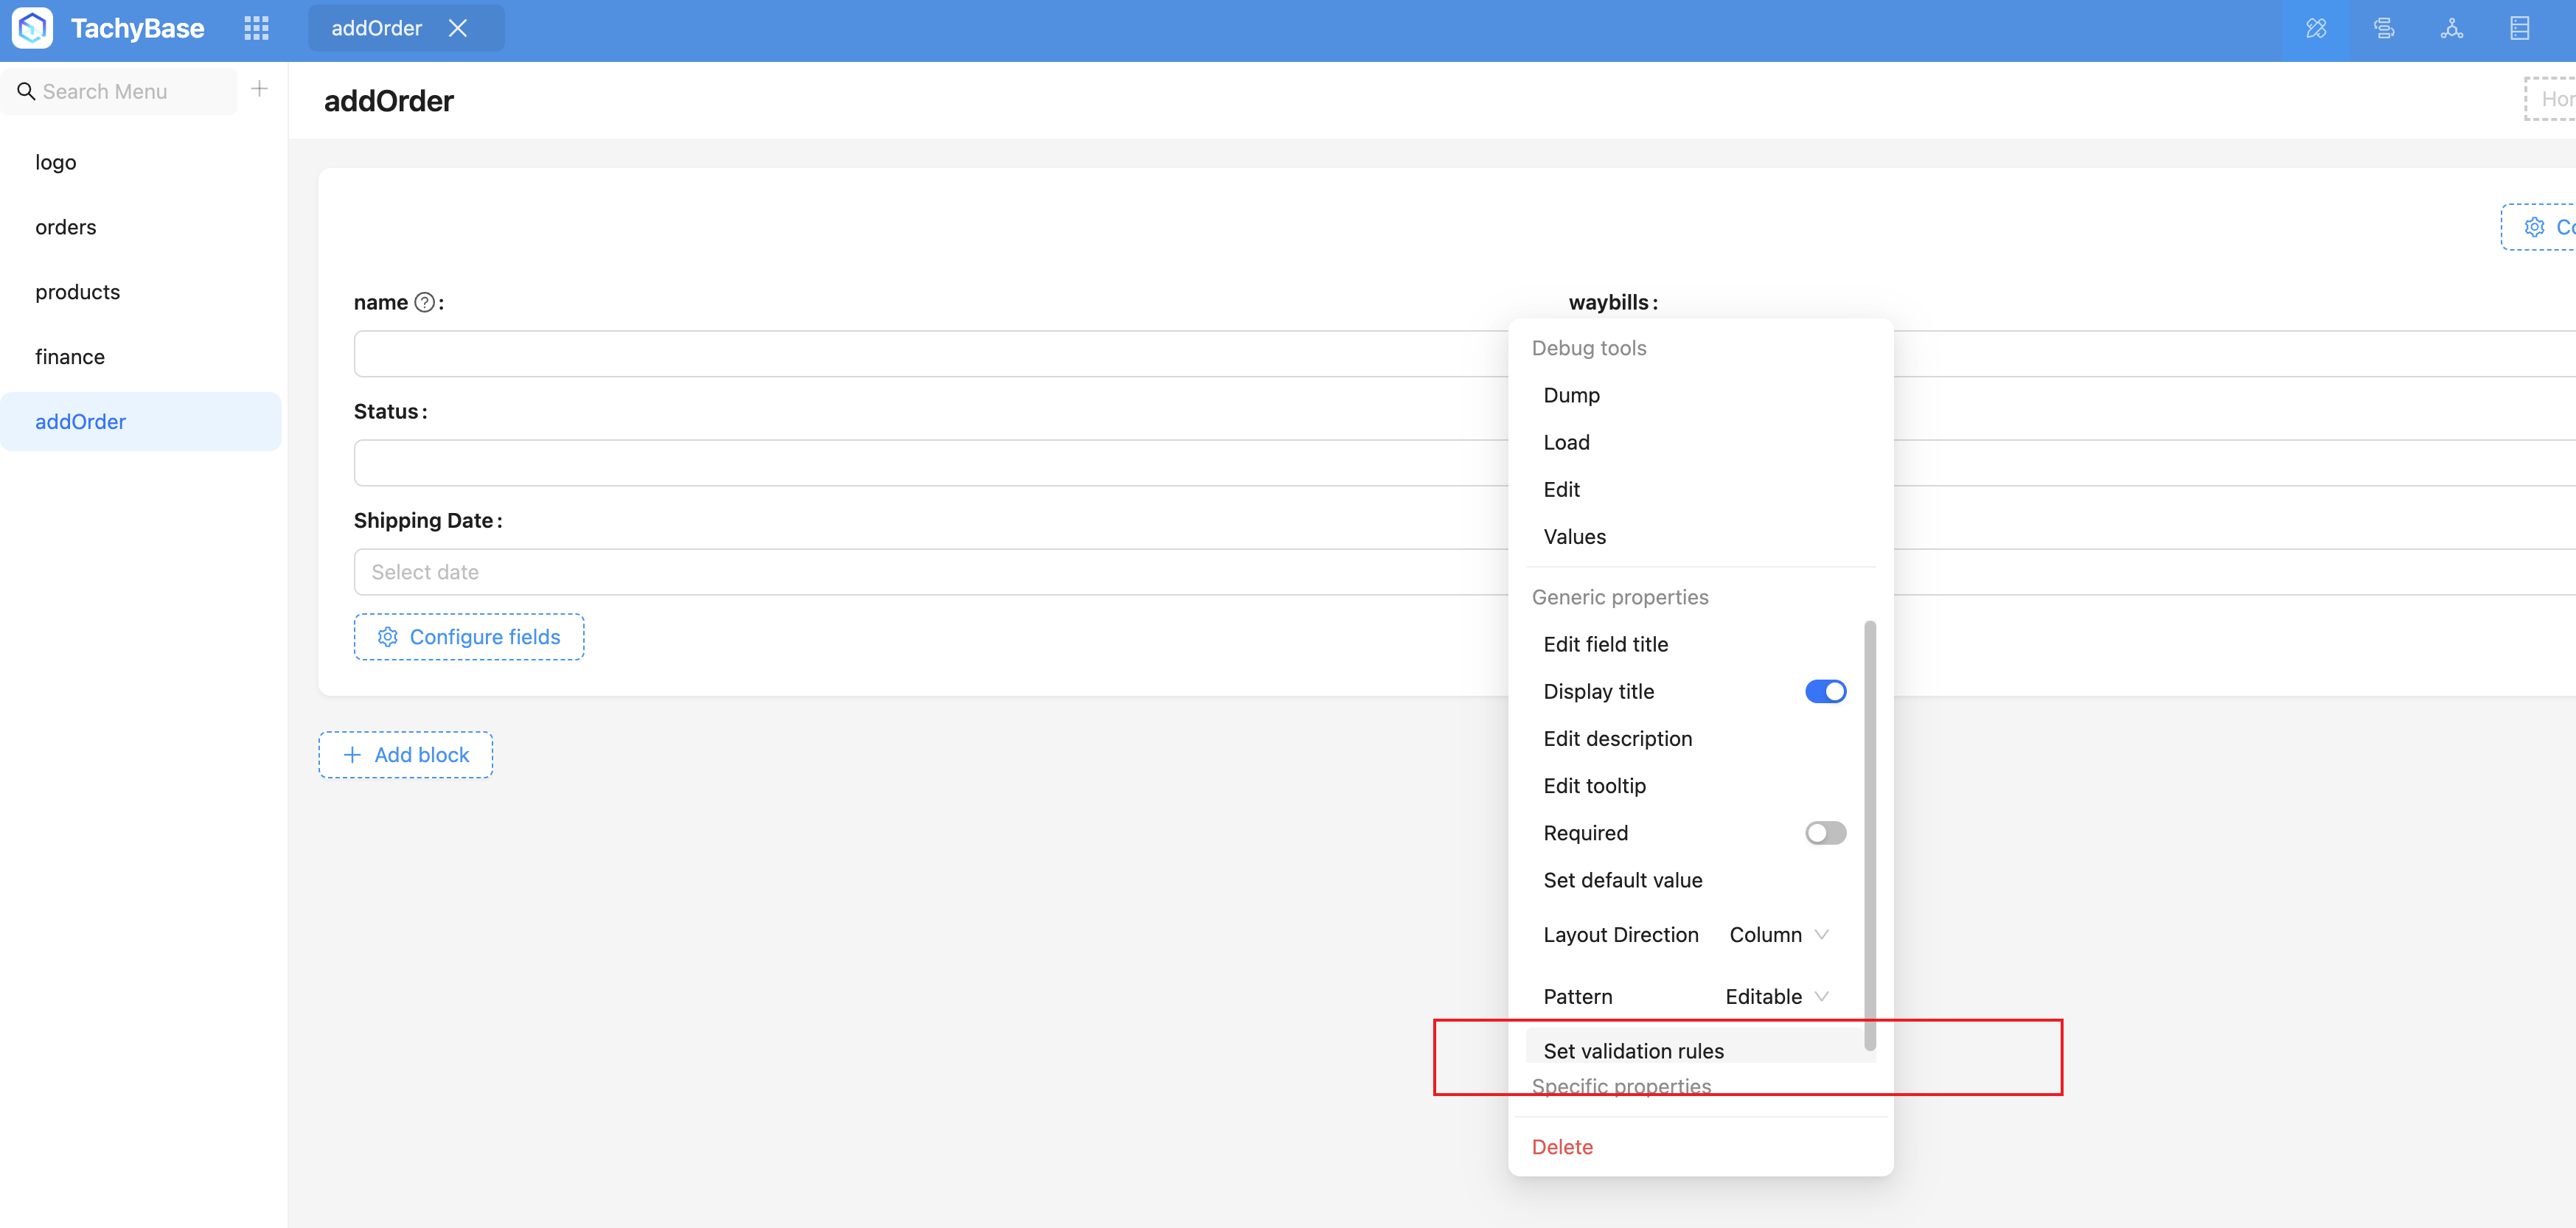 TachyBase
addOrder
Search Menu
addOrder
logo
orders
products
finance
addOrder
name ? :
waybills :
Status :
Shipping Date :
Select date
Configure fields
Add block
Debug tools
Dump
Load
Edit
Values
Generic properties
Edit field title
Display title
Edit description
Edit tooltip
Required
Set default value
Layout Direction Column
Pattern Editable
Set validation rules
Specific properties
Delete